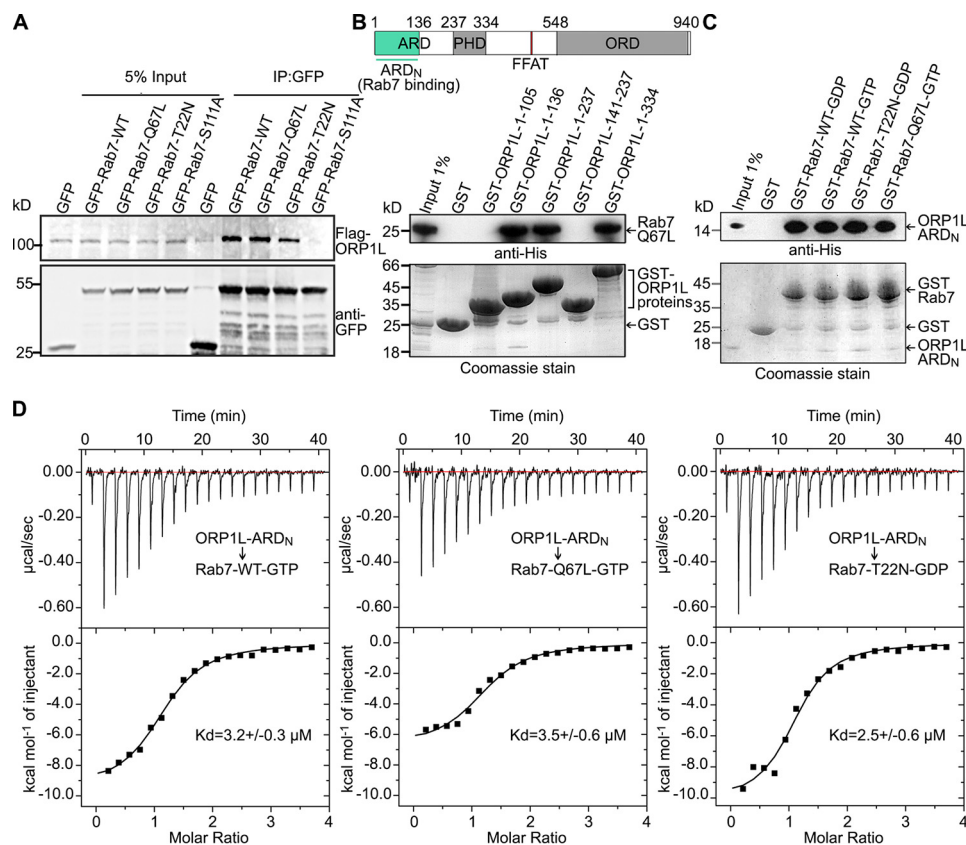 A
5% Input
IP:GFP
GFP
GFP-Rab7-WT
GFP-Rab7-Q67L
GFP-Rab7-T22N
GFP-Rab7-S111A
GFP
GFP-Rab7-WT
GFP-Rab7-Q67L
GFP-Rab7-T22N
GFP-Rab7-S111A
kD
100
Flag-
ORP1L
55
25
anti-
GFP
B
1 136 237 334 548 940
ARD PHD ORD
ARDN
(Rab7 binding)
FFAT
Input 1%
GST
GST-ORP1L-1-105
GST-ORP1L-1-136
GST-ORP1L-1-237
GST-ORP1L-141-237
GST-ORP1L-1-334
kD
25
Rab7
Q67L
anti-His
66
45
35
25
18
GST-
ORP1L
proteins
GST
Coomassie stain
C
Input 1%
GST
GST-Rab7-WT-GDP
GST-Rab7-WT-GTP
GST-Rab7-T22N-GDP
GST-Rab7-Q67L-GTP
kD
14
ORP1L
ARDN
anti-His
45
35
25
18
GST
Rab7
GST
ORP1L
ARDN
Coomassie stain
D
Time (min)
0 10 20 30 40
0.00
-0.20
-0.40
-0.60
µcal/sec
ORP1L-ARDN
Rab7-WT-GTP
0.0
-2.0
-4.0
-6.0
-8.0
-10.0
kcal mol-1 of injectant
Kd=3.2+/-0.3 µM
0 1 2 3 4
Molar Ratio
Time (min)
0 10 20 30 40
0.00
-0.20
-0.40
-0.60
µcal/sec
ORP1L-ARDN
Rab7-Q67L-GTP
0.0
-2.0
-4.0
-6.0
-8.0
-10.0
kcal mol-1 of injectant
Kd=3.5+/-0.6 µM
0 1 2 3 4
Molar Ratio
Time (min)
0 10 20 30 40
0.00
-0.20
-0.40
-0.60
µcal/sec
ORP1L-ARDN
Rab7-T22N-GDP
0.0
-2.0
-4.0
-6.0
-8.0
-10.0
kcal mol-1 of injectant
Kd=2.5+/-0.6 µM
0 1 2 3 4
Molar Ratio